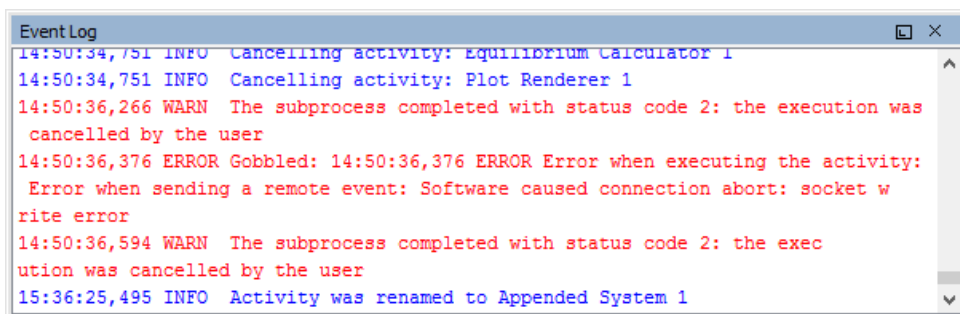 Event Log
14:50:34,751 INFO  Cancelling activity: Equilibrium Calculator 1
14:50:34,751 INFO  Cancelling activity: Plot Renderer 1
14:50:36,266 WARN  The subprocess completed with status code 2: the execution was
cancelled by the user
14:50:36,376 ERROR Gobbled: 14:50:36,376 ERROR Error when executing the activity:
Error when sending a remote event: Software caused connection abort: socket w
rite error
14:50:36,594 WARN  The subprocess completed with status code 2: the exec
ution was cancelled by the user
15:36:25,495 INFO  Activity was renamed to Appended System 1